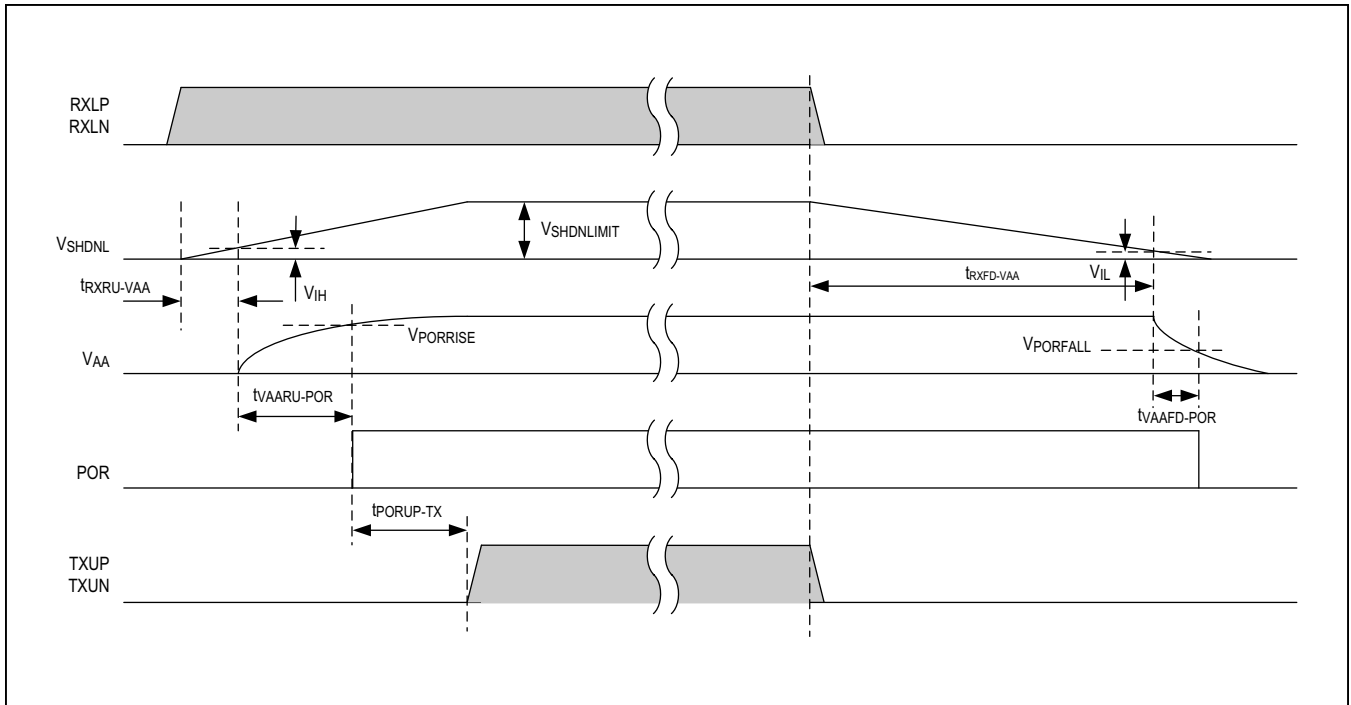 RXLP
RXLN
VSHDNL
VSHDNLIMIT
tRXRU-VAA
VIH
tRXFD-VAA
VIL
VPORRISE
VPORFALL
VAA
tVAARU-POR
tVAAFD-POR
POR
tPORUP-TX
TXUP
TXUN